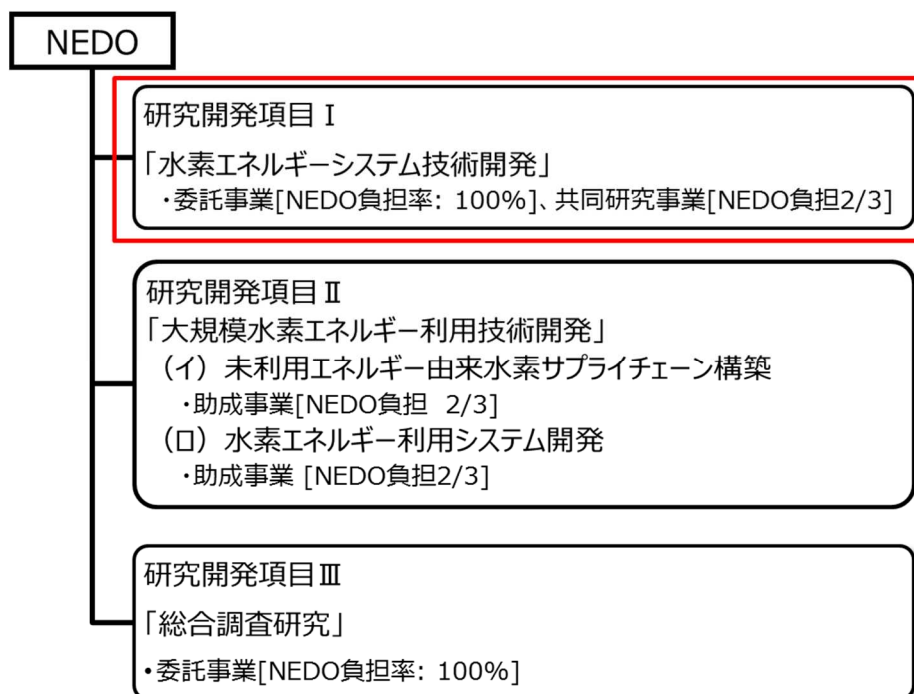 NEDO
研究開発項目Ⅰ
「水素エネルギーシステム技術開発」
・委託事業[NEDO負担率: 100%]、共同研究事業[NEDO負担2/3]
研究開発項目Ⅱ
「大規模水素エネルギー利用技術開発」
（イ）未利用エネルギー由来水素サプライチェーン構築
・助成事業[NEDO負担 2/3]
（ロ）水素エネルギー利用システム開発
・助成事業 [NEDO負担2/3]
研究開発項目Ⅲ
「総合調査研究」
・委託事業[NEDO負担率: 100%]